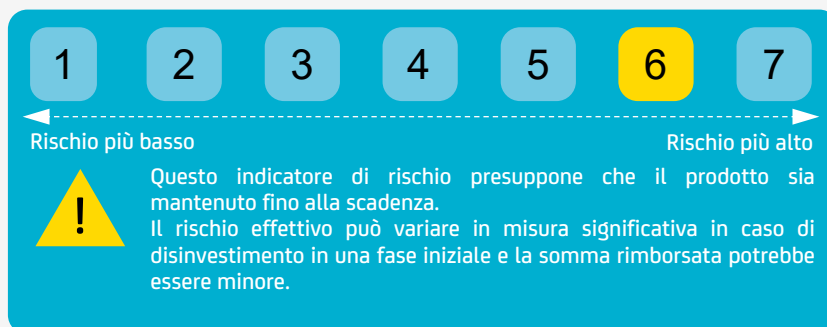 1 2 3 4 5 6 7
Rischio più basso Rischio più alto
!
Questo indicatore di rischio presuppone che il prodotto sia
mantenuto fino alla scadenza.
Il rischio effettivo può variare in misura significativa in caso di
disinvestimento in una fase iniziale e la somma rimborsata potrebbe
essere minore.